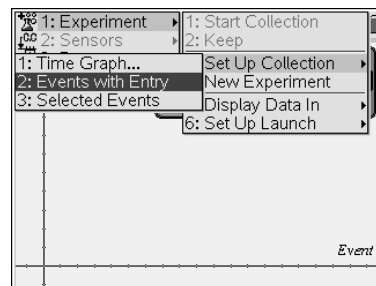 1: Experiment
2: Sensors
1: Start Collection
2: Keep
Set Up Collection
New Experiment
Display Data In
6: Set Up Launch
1: Time Graph...
2: Events with Entry
3: Selected Events
Event